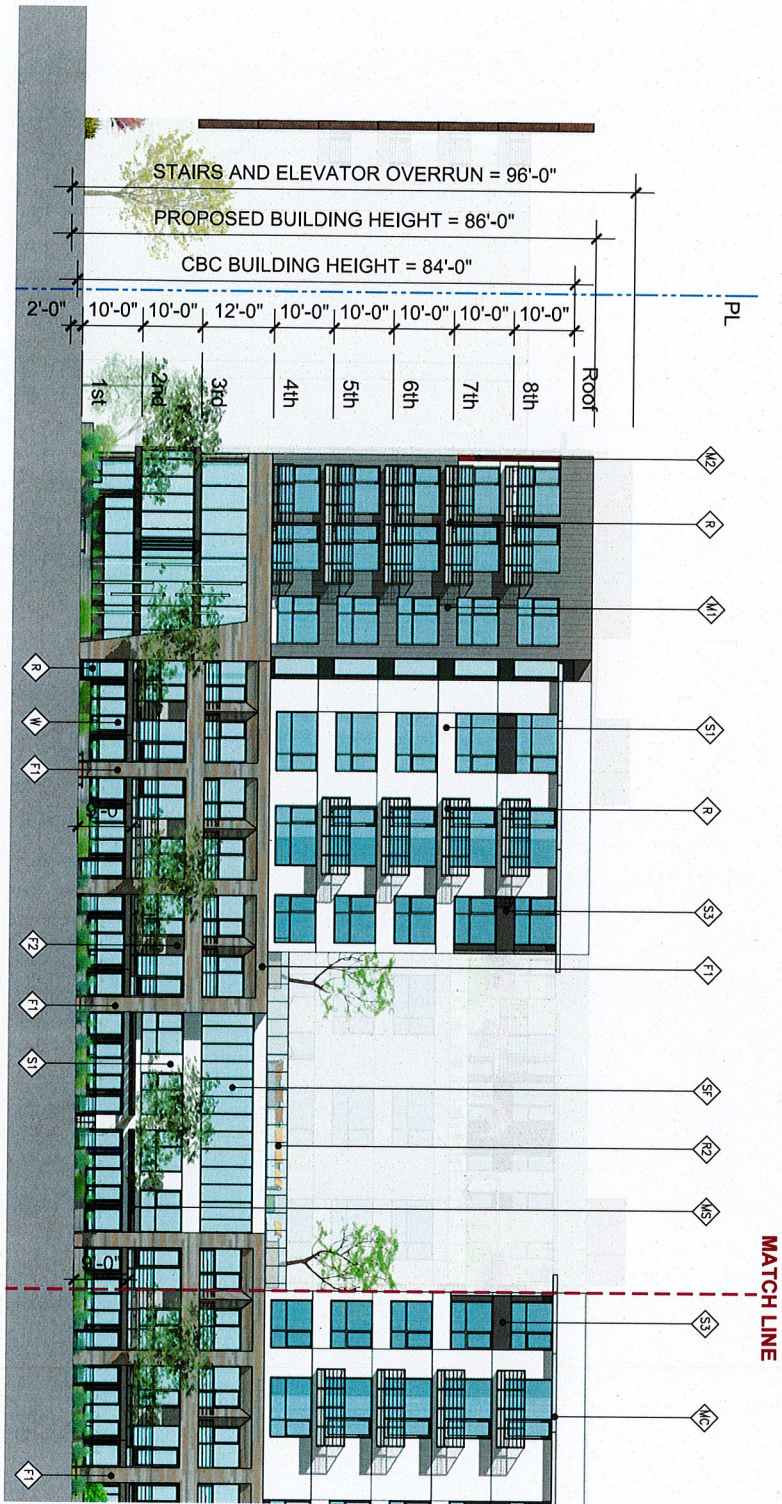 STAIRS AND ELEVATOR OVERRUN = 96'-0"
PROPOSED BUILDING HEIGHT = 86'-0"
CBC BUILDING HEIGHT = 84'-0"
PL
2'-0" 10'-0" 10'-0" 12'-0" 10'-0" 10'-0" 10'-0" 10'-0" 10'-0"
1st
2nd
3rd
4th
5th
6th
7th
8th
Roof
M2
R
M1
S1
R
S3
F1
SF
R2
MS
MATCH LINE
S3
MC
R
W
F1
F2
F1
S1
F1